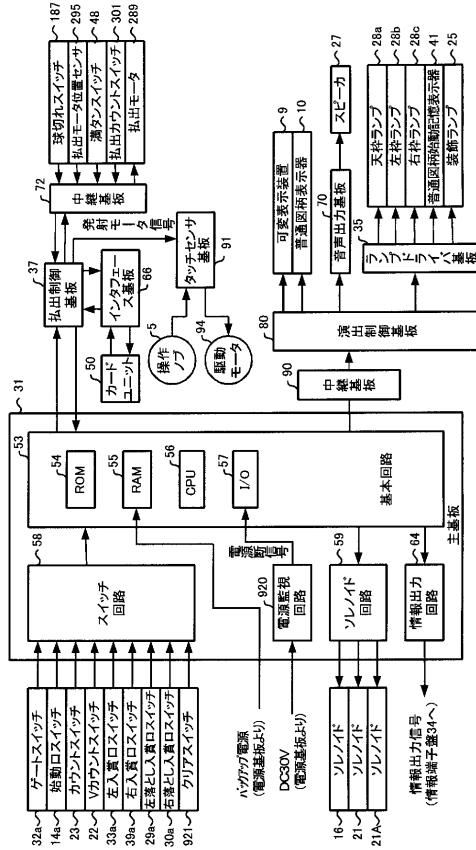 32a ゲートスイッチ
14a 始動口スイッチ
23 カウントスイッチ
22 Vカウントスイッチ
33a 左入賞口スイッチ
39a 右入賞口スイッチ
29a 左落とし入賞口スイッチ
30a 右落とし入賞口スイッチ
921 クリアスイッチ
バックアップ電源
(電源基板より)
DC30V
(電源基板より)
16 ソレノイド
21 ソレノイド
21A ソレノイド
情報出力信号
(情報端子盤34へ)
31
主基板
58
スイッチ
回路
920
電源監視
回路
電源断信号
59
ソレノイド
回路
64
情報出力
回路
53
54
ROM
55
RAM
56
CPU
57
I/O
基本回路
37
払出制御
基板
72
中継基板
球切れスイッチ 187
払出モータ位置センサ 295
満タンスイッチ 48
払出カウントスイッチ 301
払出モータ 289
発射モータ信号
50
カード
ユニット
インタフェー
ス基板
66
5
操作
ノブ
94
駆動
モータ
タッチセンサ
基板
91
90
中継基板
80
演出制御基板
可変表示装置 9
普通図柄表示器 10
70
音声出力基板
スピーカ 27
35
ランプドライバ基板
天枠ランプ 28a
左枠ランプ 28b
右枠ランプ 28c
普通図柄始動記憶表示器 41
装飾ランプ 25